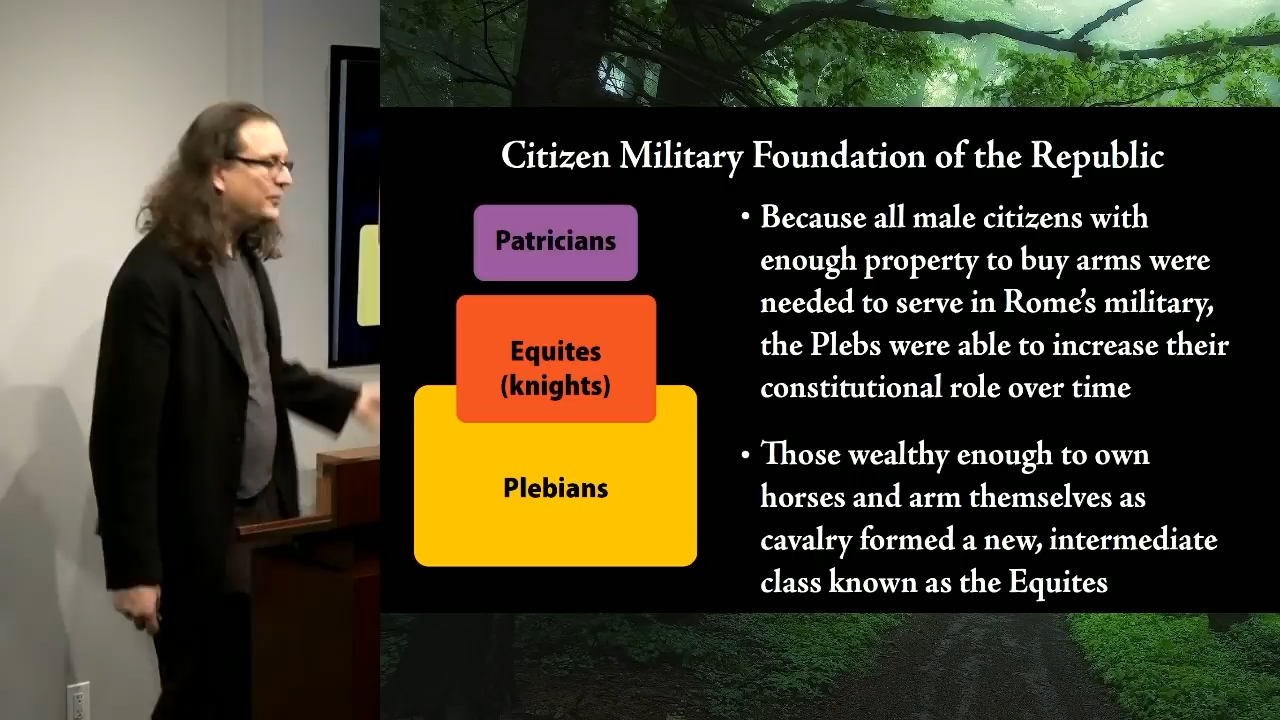 Citizen Military Foundation of the Republic
Patricians
Equites
(knights)
Plebians
• Because all male citizens with
enough property to buy arms were
needed to serve in Rome's military,
the Plebs were able to increase their
constitutional role over time
• Those wealthy enough to own
horses and arm themselves as
cavalry formed a new, intermediate
class known as the Equites